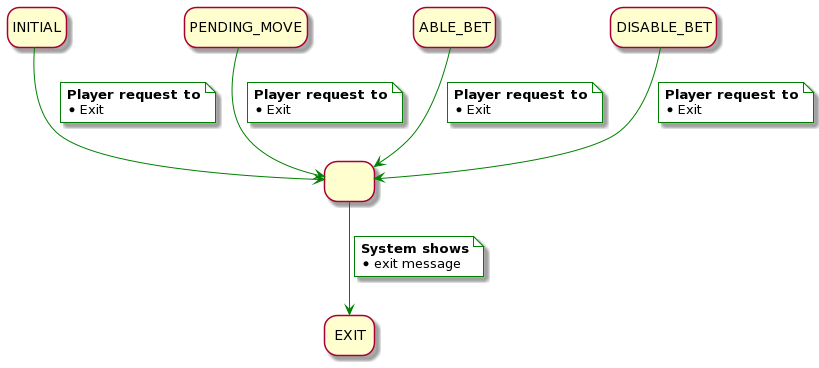 INITIAL
PENDING_MOVE
ABLE_BET
DISABLE_BET
Player request to
• Exit
Player request to
• Exit
Player request to
• Exit
Player request to
• Exit
System shows
• exit message
EXIT